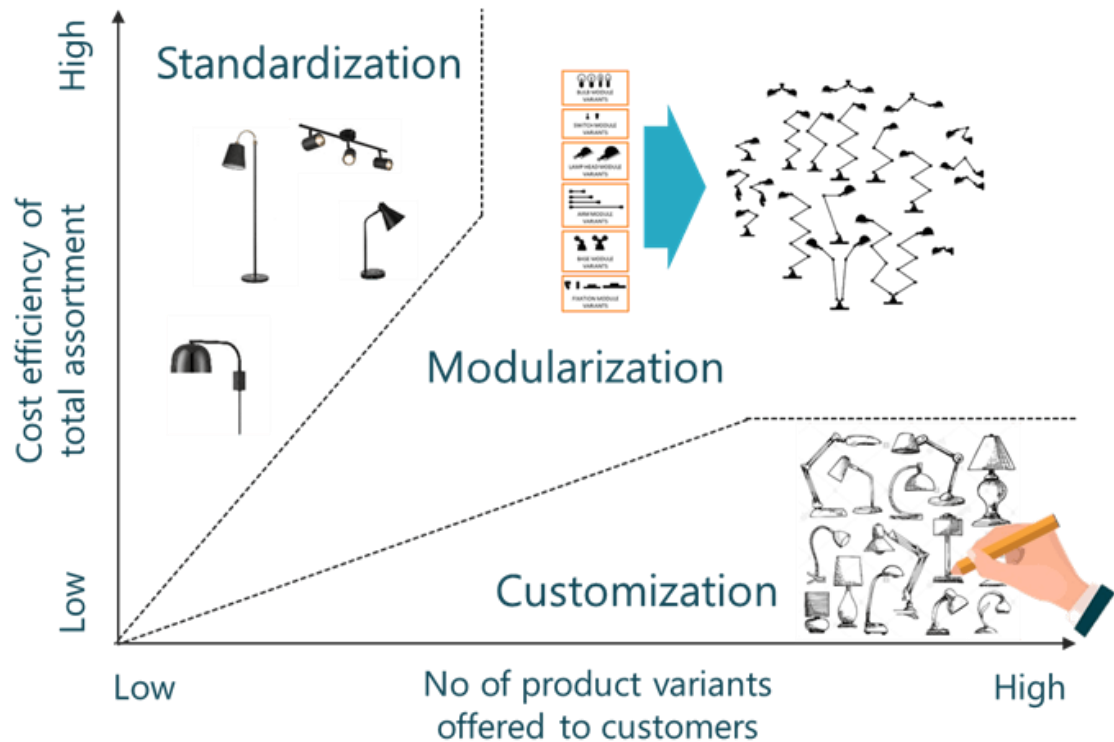 High
Standardization
BULB MODULE
VARIANTS
SWITCH MODULE
VARIANTS
LAMP HEAD MODULE
VARIANTS
ARM MODULE
VARIANTS
BASE MODULE
VARIANTS
FIXATION MODULE
VARIANTS
Cost efficiency of
total assortment
Modularization
Customization
Low
Low
No of product variants
offered to customers
High